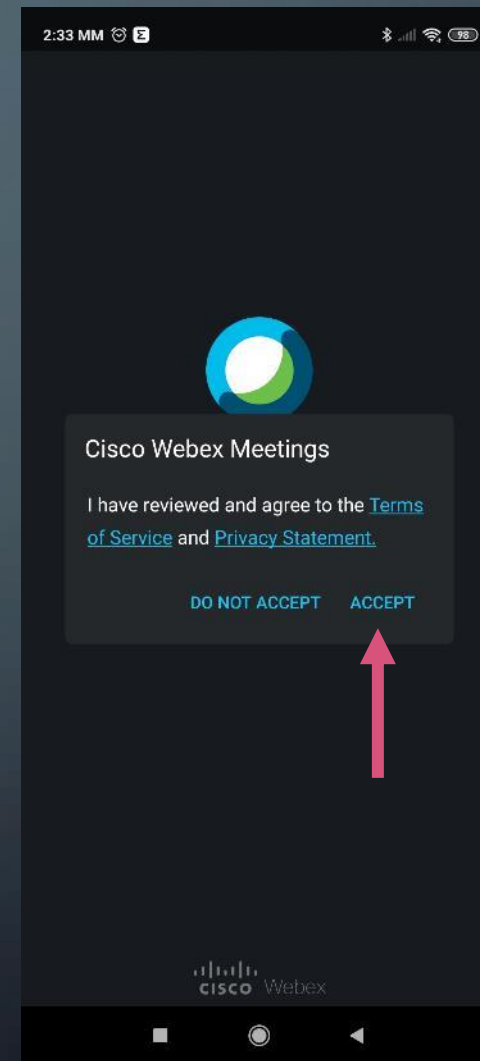 2:33 MM Σ 98
Cisco Webex Meetings
I have reviewed and agree to the Terms
of Service and Privacy Statement.
DO NOT ACCEPT ACCEPT
CISCO Webex